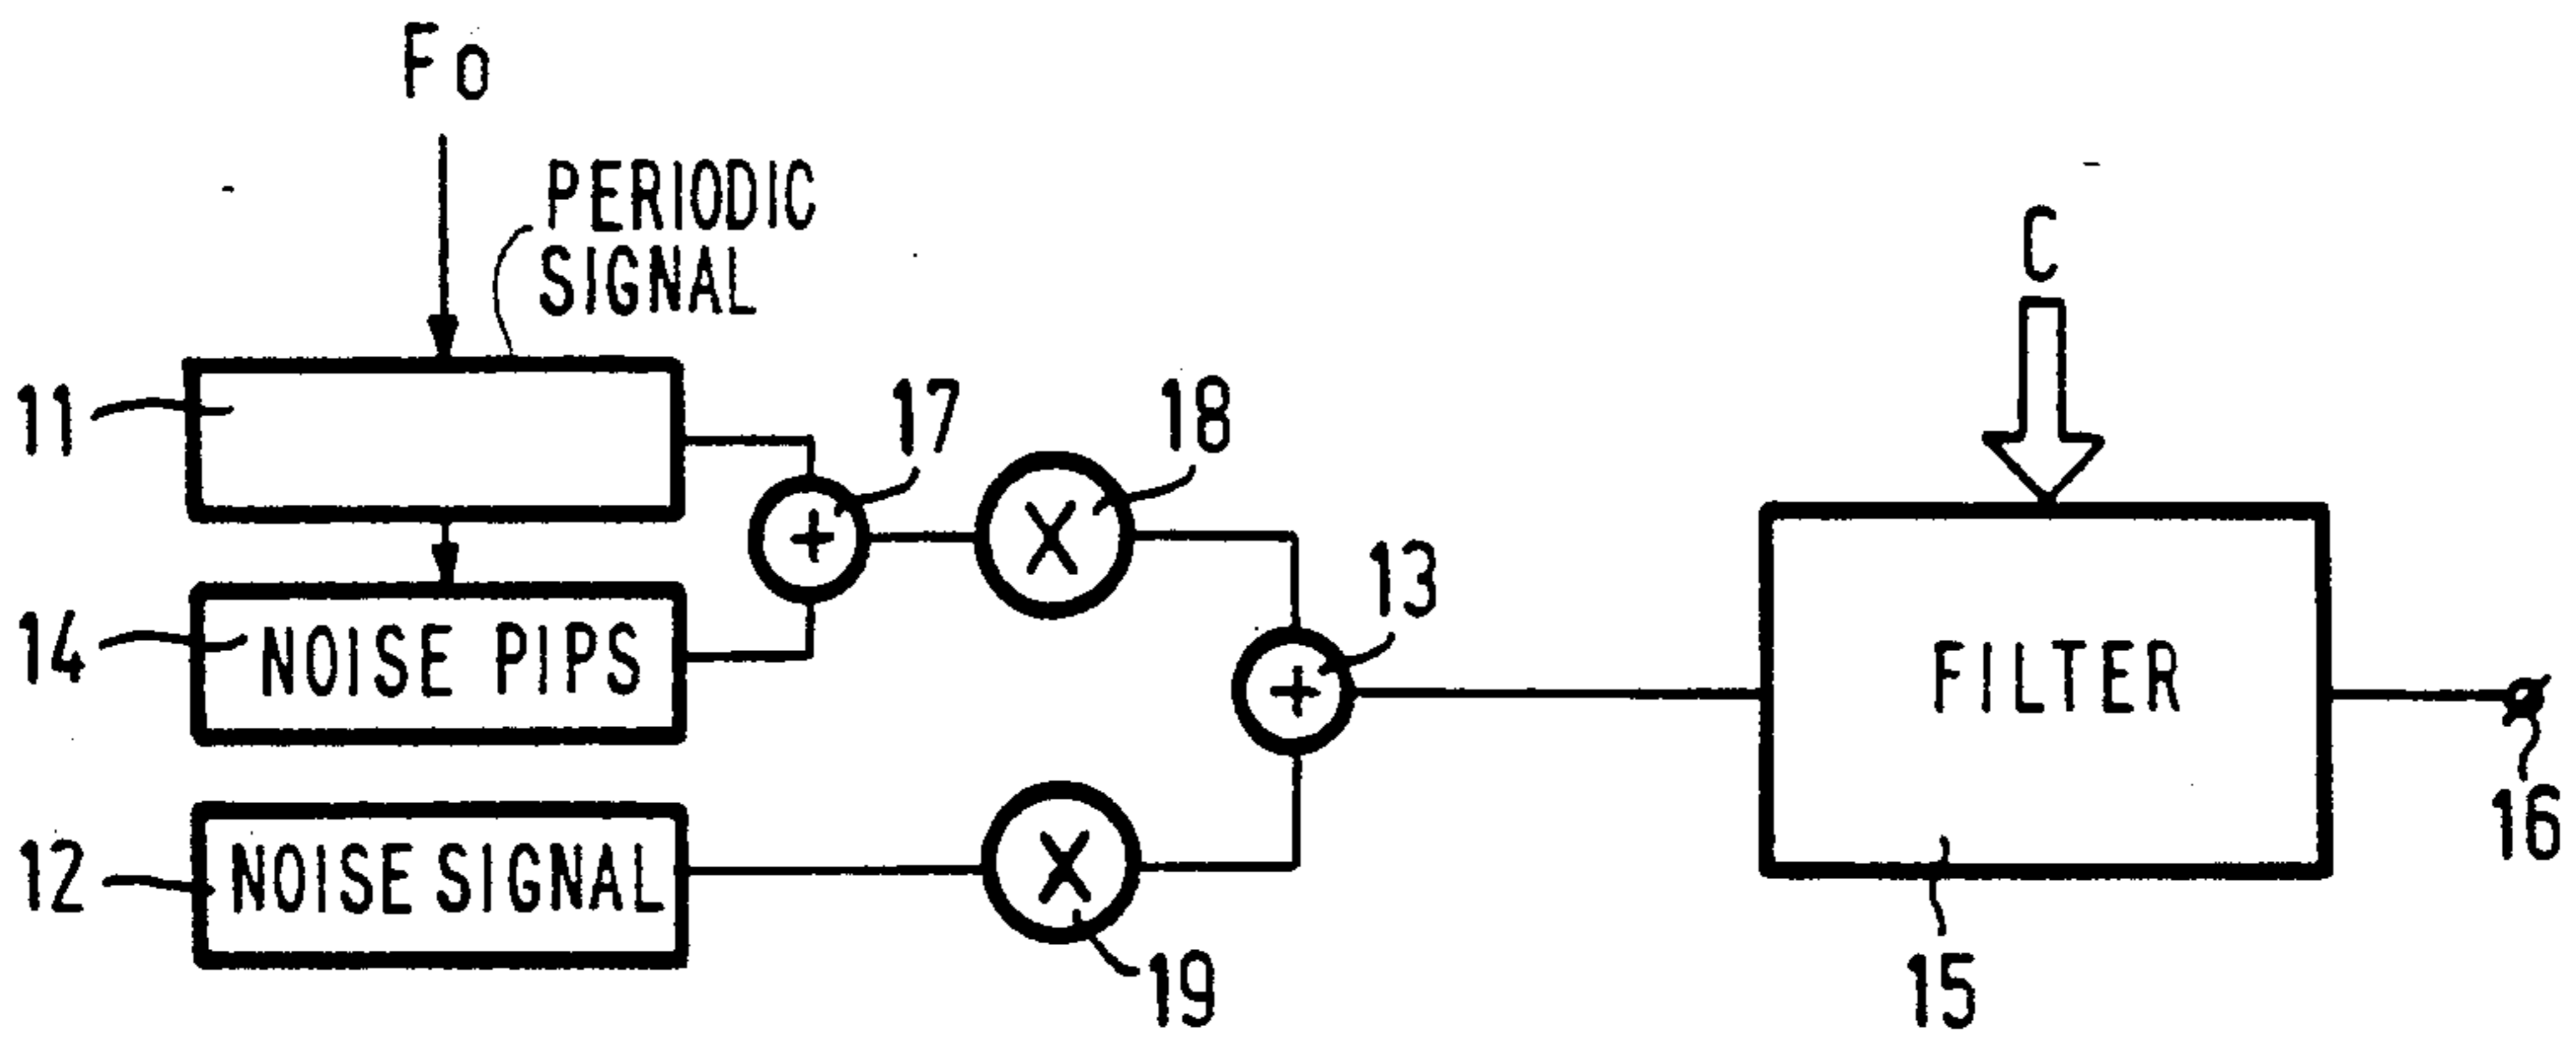 Fo
PERIODIC
SIGNAL
C
11
17
18
+
X
13
14
NOISE PIPS
+
FILTER
12
NOISE SIGNAL
X
16
19
15